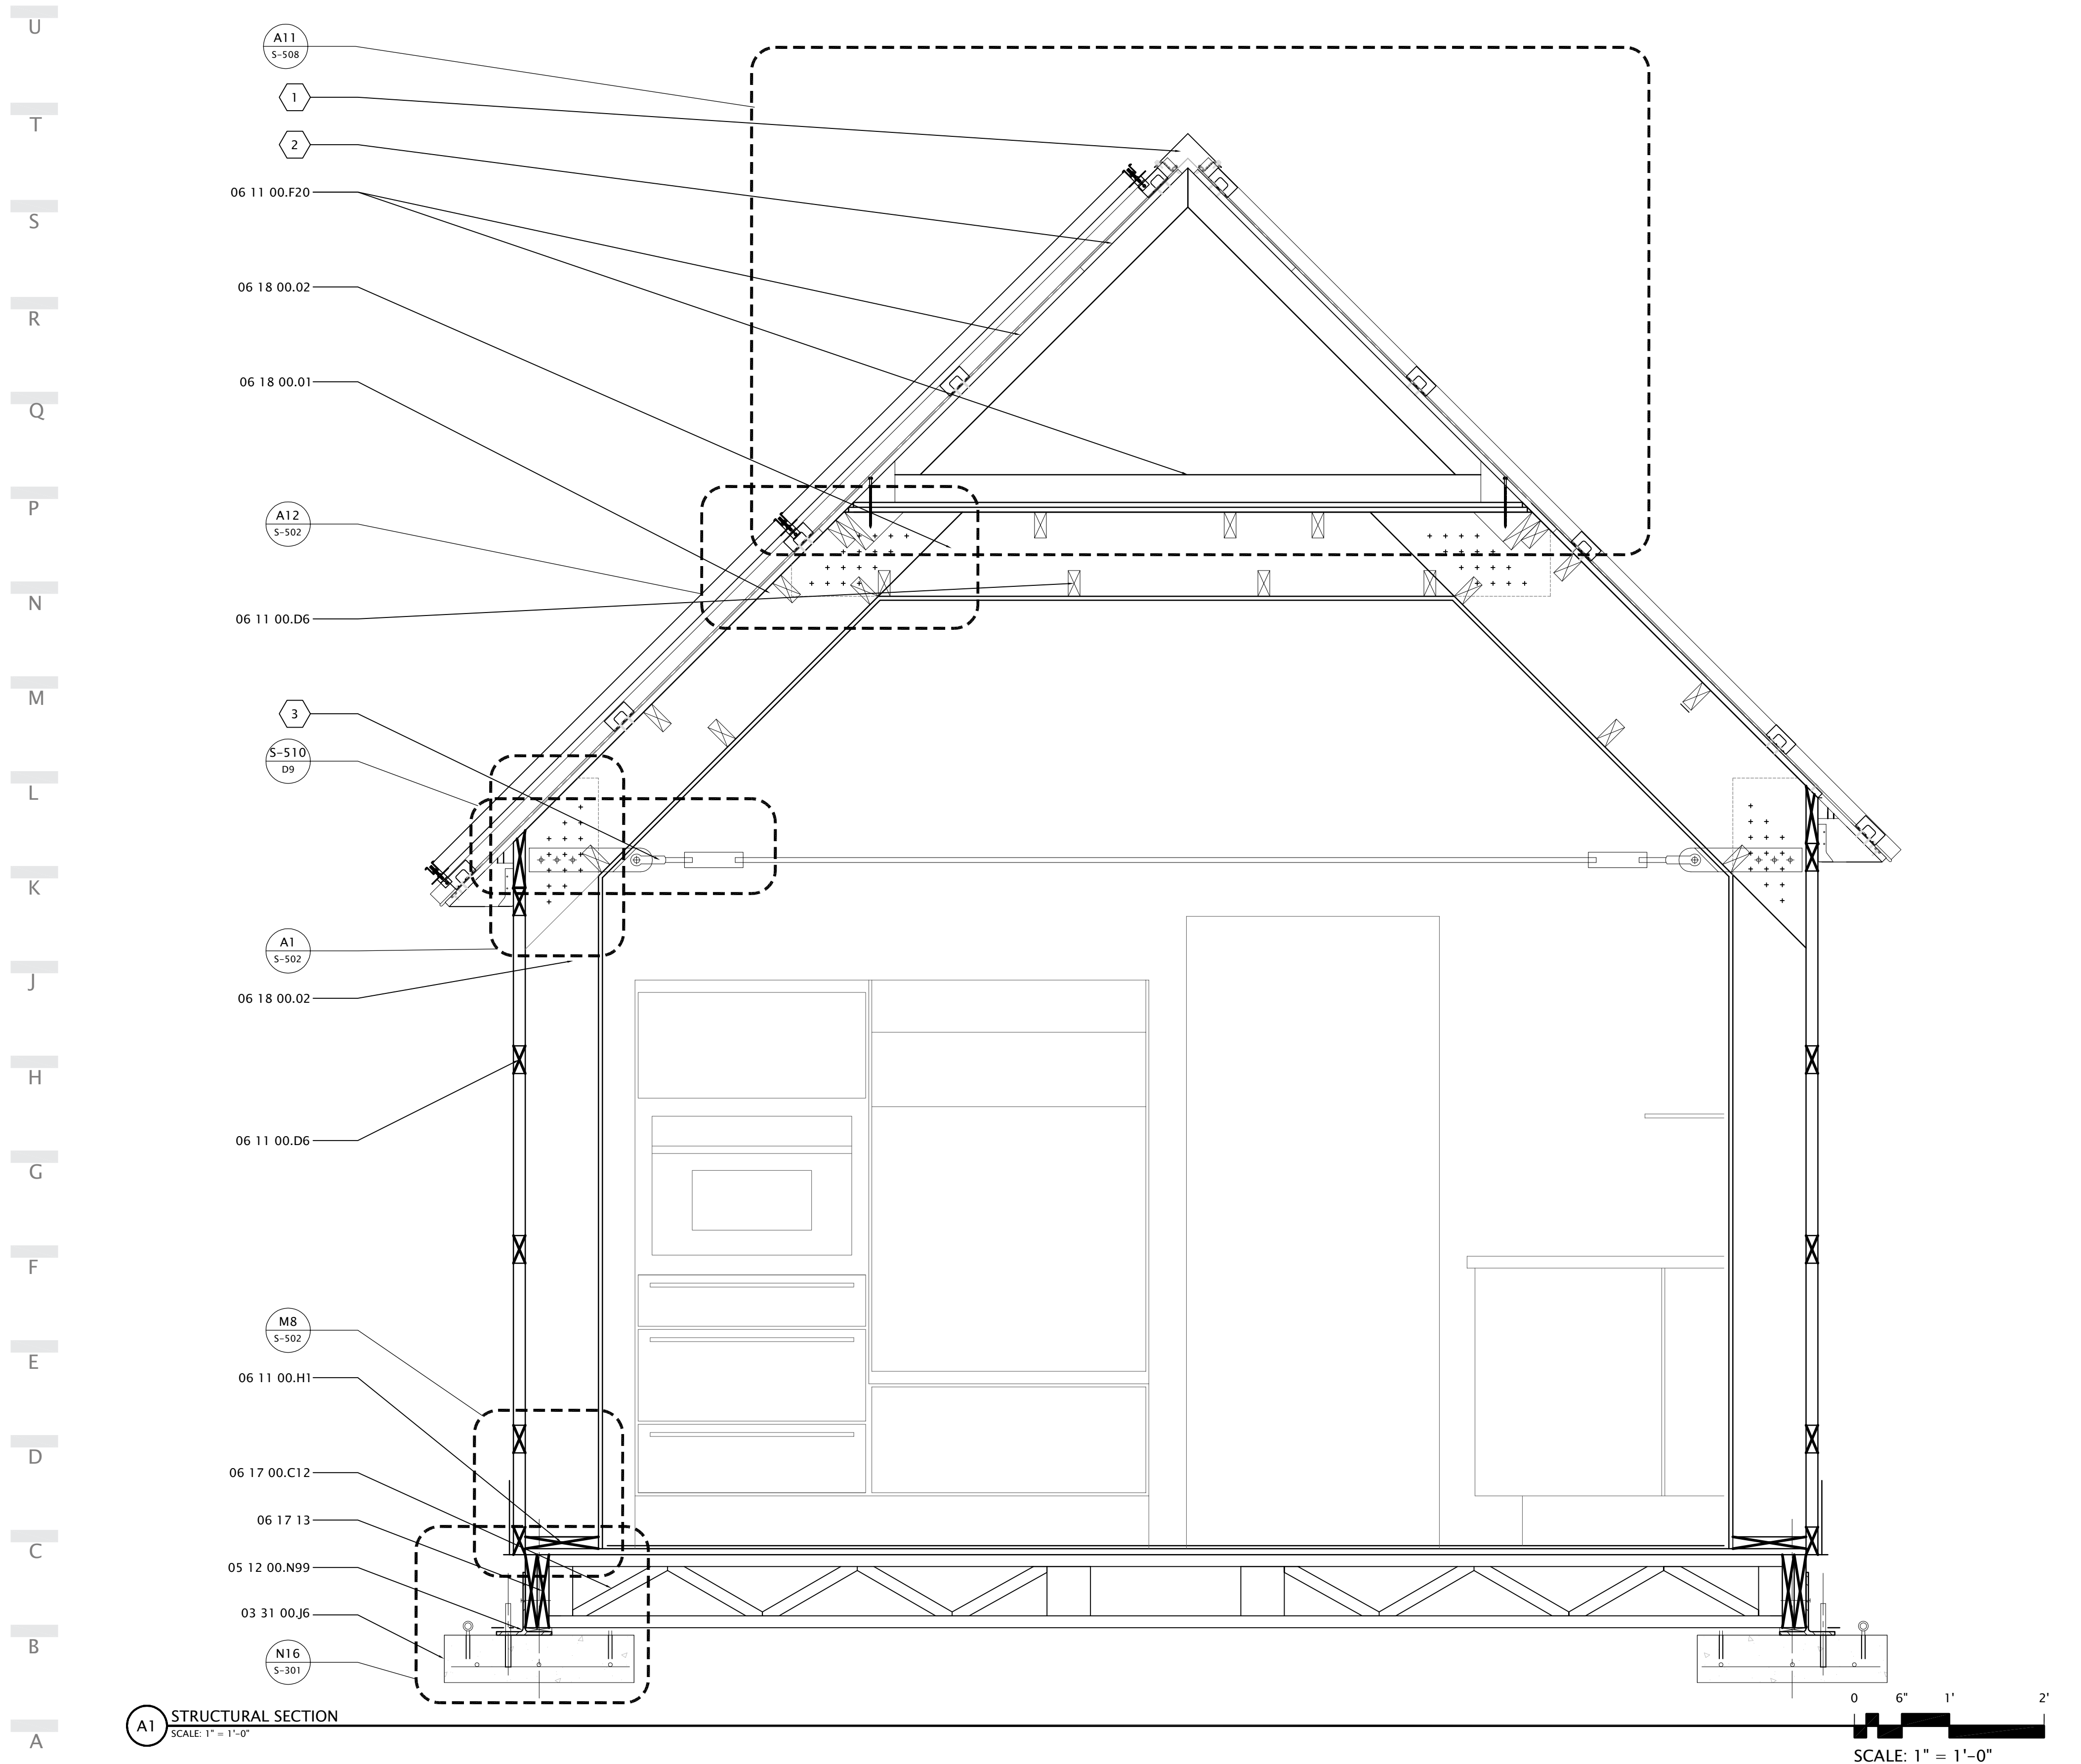 U
A11
S-508
1
T
2
06 11 00.F20
S
06 18 00.02
R
06 18 00.01
Q
P
A12
S-502
N
06 11 00.D6
M
3
S-510
D9
L
K
A1
S-502
J
06 18 00.02
H
06 11 00.D6
G
F
M8
S-502
E
06 11 00.H1
D
06 17 00.C12
06 17 13
C
05 12 00.N99
03 31 00.J6
B
N16
S-301
A
A1
STRUCTURAL SECTION
SCALE: 1" = 1'-0"
0 6" 1' 2'
SCALE: 1" = 1'-0"